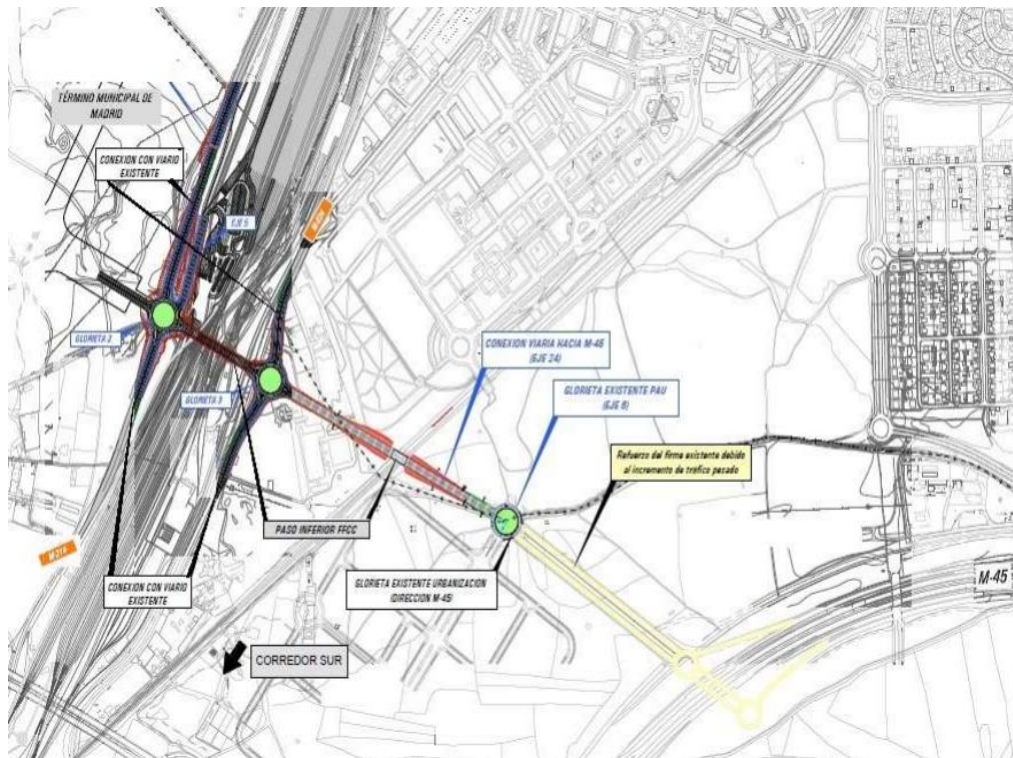 TÉRMINO MUNICIPAL DE
MADRID
CONEXION CON VIARIO
EXISTENTE
EJE 5
GLORIETA 2
GLORIETA 3
CONEXION VIARIA HACIA M-45
(EJE 24)
GLORIETA EXISTENTE PAU
(EJE 8)
Refuerzo del firme existente debido
al incremento de tráfico pesado
PASO INFERIOR FFCC
CONEXION CON VIARIO
EXISTENTE
GLORIETA EXISTENTE URBANIZACION
(DIRECCION M-45)
M-45
CORREDOR SUR